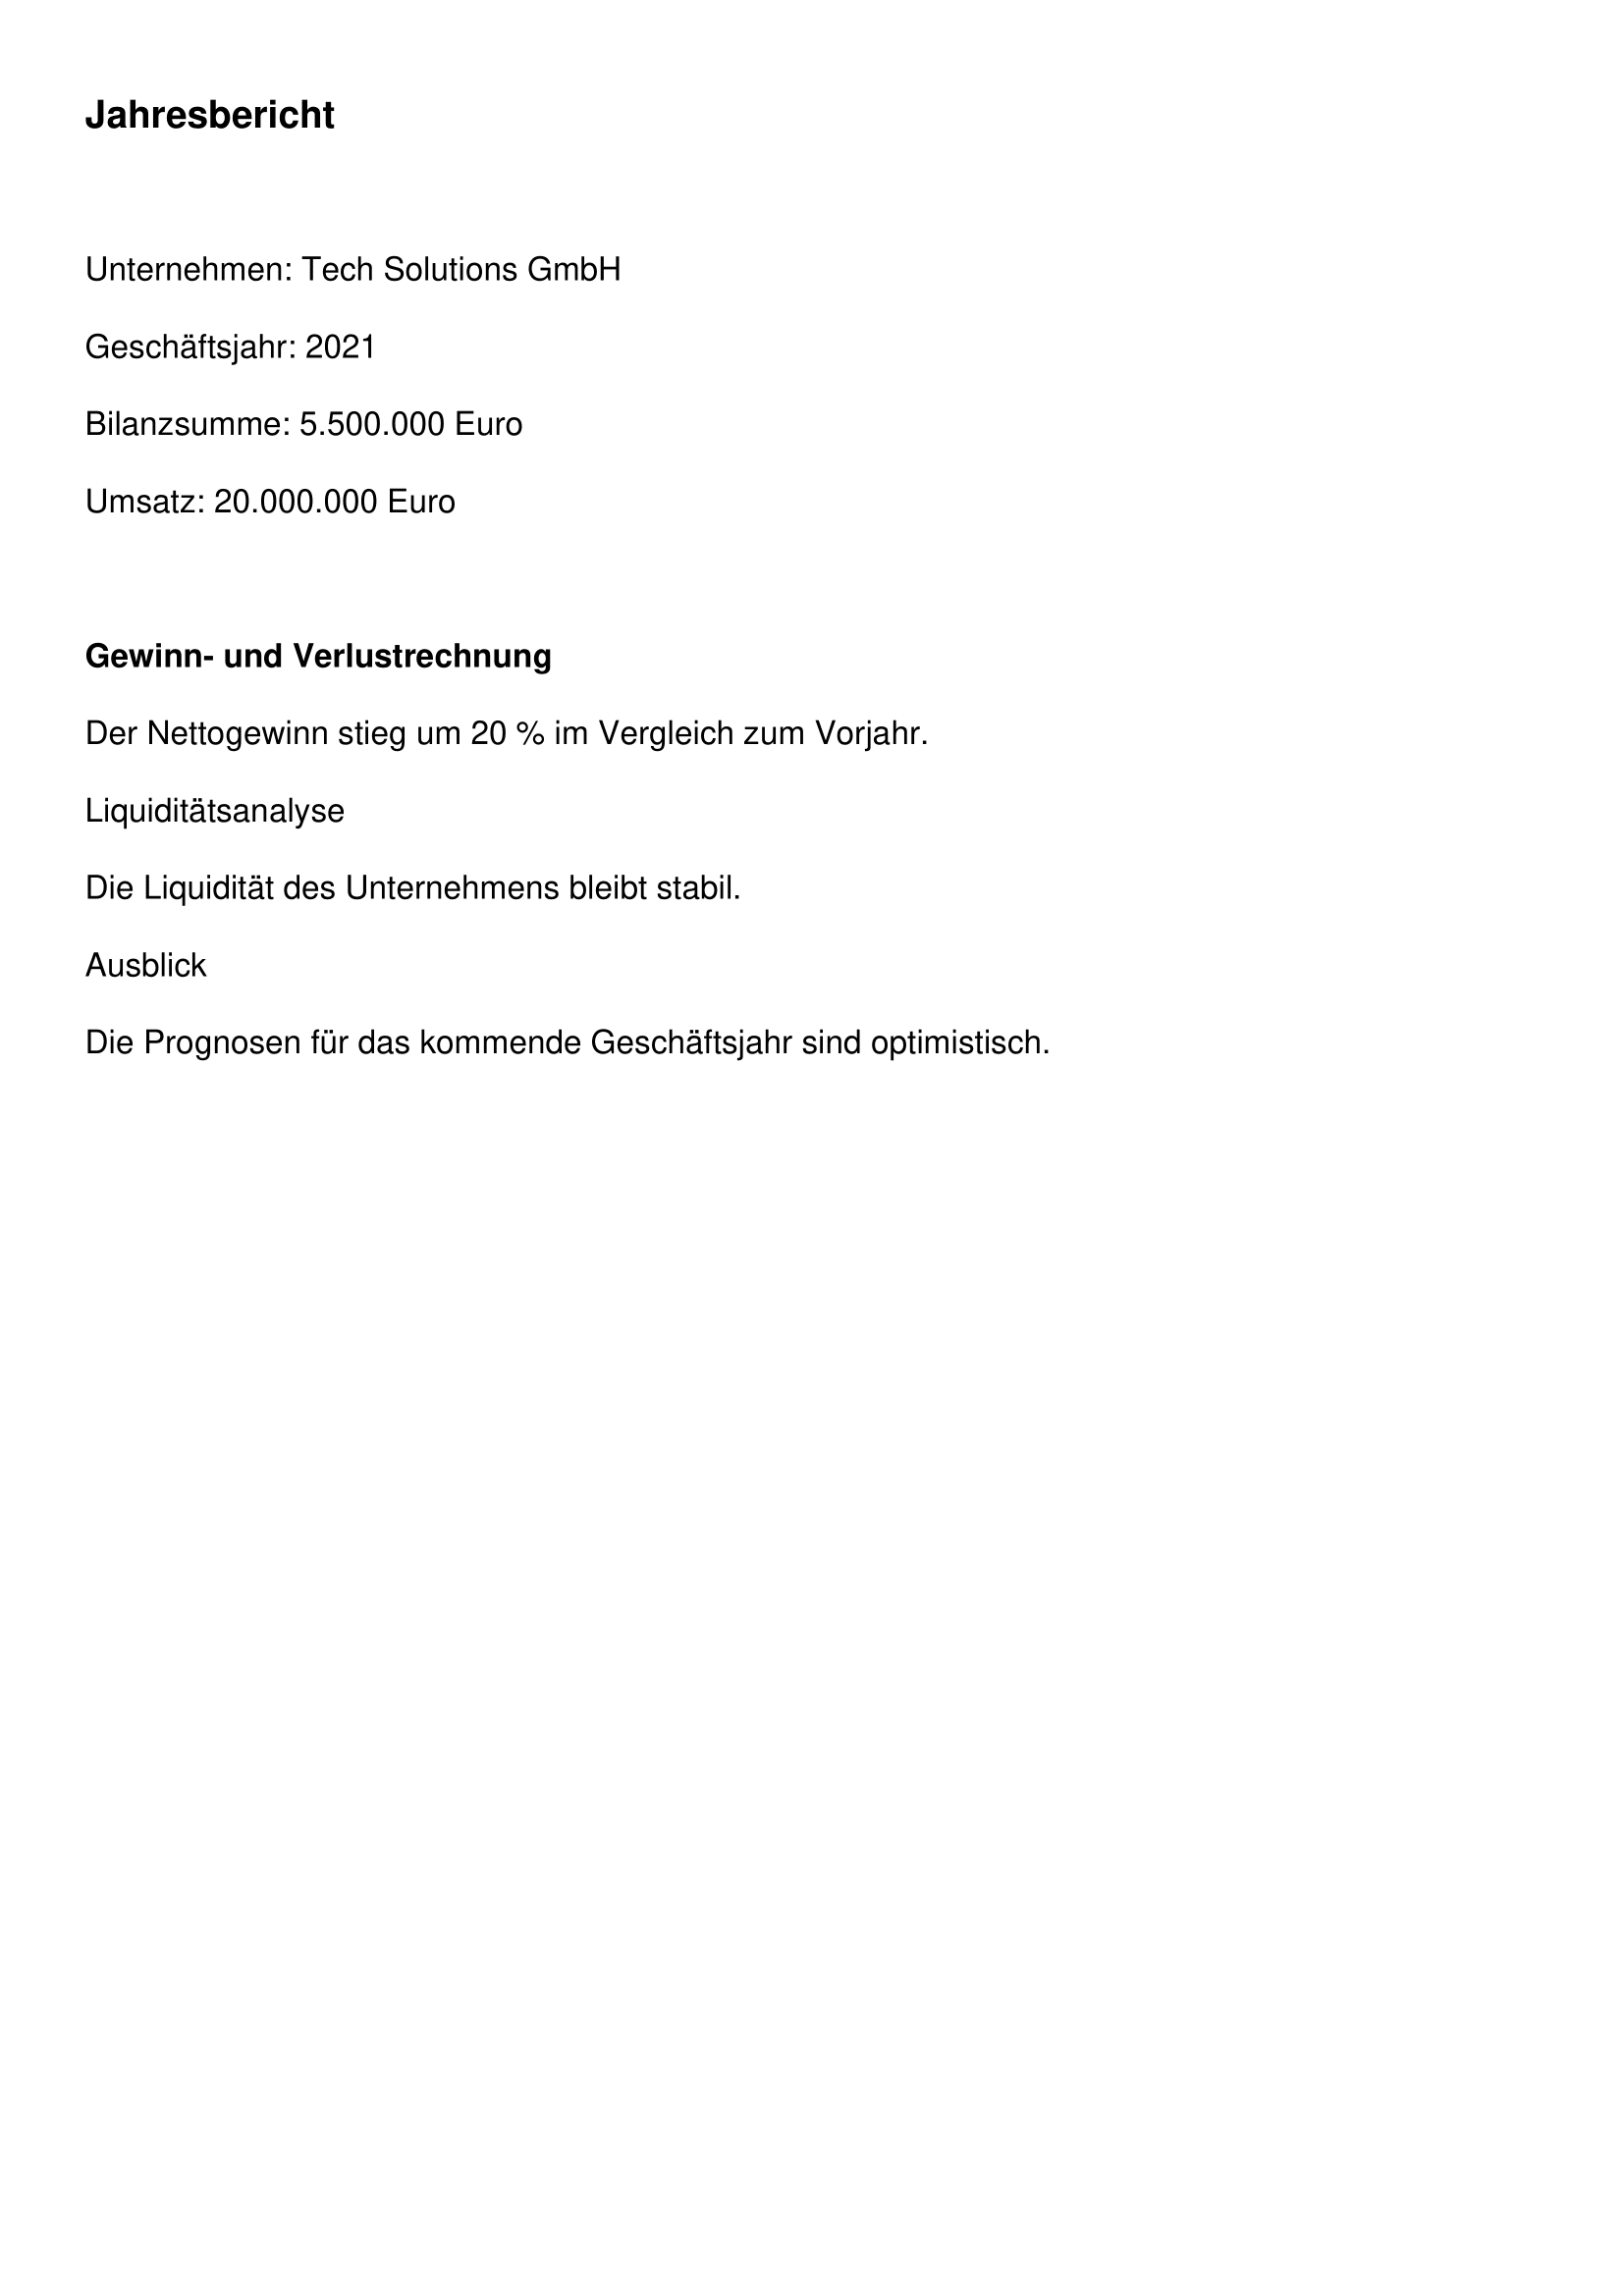 Jahresbericht
Unternehmen: Tech Solutions GmbH
Geschäftsjahr: 2021
Bilanzsumme: 5.500.000 Euro
Umsatz: 20.000.000 Euro
Gewinn- und Verlustrechnung
Der Nettogewinn stieg um 20 % im Vergleich zum Vorjahr.
Liquiditätsanalyse
Die Liquidität des Unternehmens bleibt stabil.
Ausblick
Die Prognosen für das kommende Geschäftsjahr sind optimistisch.